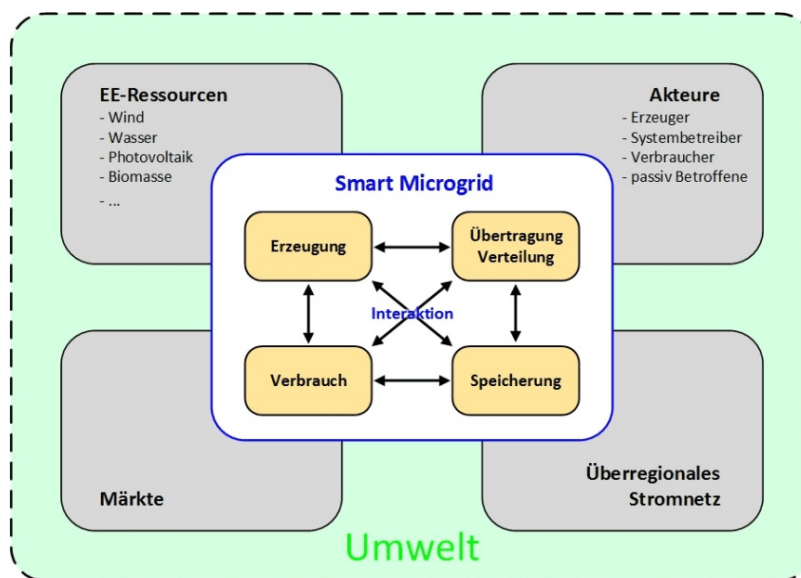 EE-Ressourcen
- Wind
- Wasser
- Photovoltaik
- Biomasse
- ...
Akteure
- Erzeuger
- Systembetreiber
- Verbraucher
- passiv Betroffene
Smart Microgrid
Erzeugung
Übertragung
Verteilung
Interaktion
Verbrauch
Speicherung
Märkte
Überregionales
Stromnetz
Umwelt